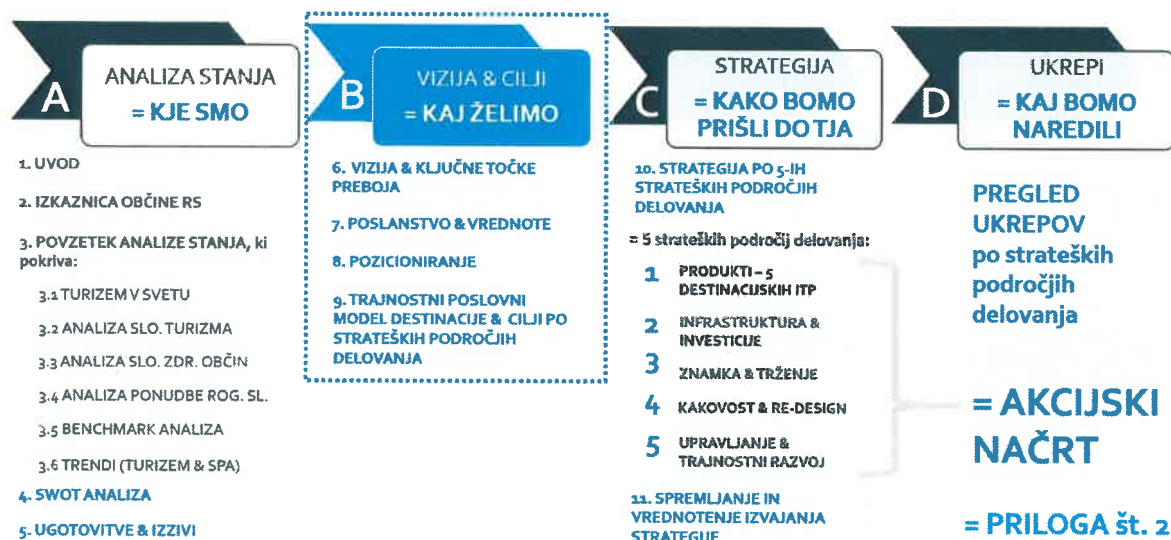 A
ANALIZA STANJA
= KJE SMO
1. UVOD
2. IZKAZNICA OBČINE RS
3. POVZETEK ANALIZE STANJA, ki
pokriva:
3.1 TURIZEM V SVETU
3.2 ANALIZA SLO. TURIZMA
3.3 ANALIZA SLO. ZDR. OBČIN
3.4 ANALIZA PONUDBE ROG. SL.
3.5 BENCHMARK ANALIZA
3.6 TRENDI (TURIZEM & SPA)
4. SWOT ANALIZA
5. UGOTOVITVE & IZZIVI
B
VIZIJA & CILJI
= KAJ ŽELIMO
6. VIZIJA & KLJUČNE TOČKE
PREBOJA
7. POSLANSTVO & VREDNOTE
8. POZICIONIRANJE
9. TRAJNOSTNI POSLOVNI
MODEL DESTINACIJE & CILJI PO
STRATEŠKIH PODROČJIH
DELOVANJA
C
STRATEGIJA
= KAKO BOMO
PRIŠLI DO TJA
10. STRATEGIJA PO 5-IH
STRATEŠKIH PODROČJIH
DELOVANJA
= 5 strateških področij delovanja:
1 PRODUKTI – 5
DESTINACIJSKIH ITP
2 INFRASTRUKTURA &
INVESTICIJE
3 ZNAMKA & TRŽENJE
4 KAKOVOST & RE-DESIGN
5 UPRAVLJANJE &
TRAJNOSTNI RAZVOJ
11. SPREMLJANJE IN
VREDNOTENJE IZVAJANJA
STRATEGIJE
D
UKREPI
= KAJ BOMO
NAREDILI
PREGLED
UKREPOV
po strateških
področjih
delovanja
= AKCIJSKI
NAČRT
= PRILOGA št. 2